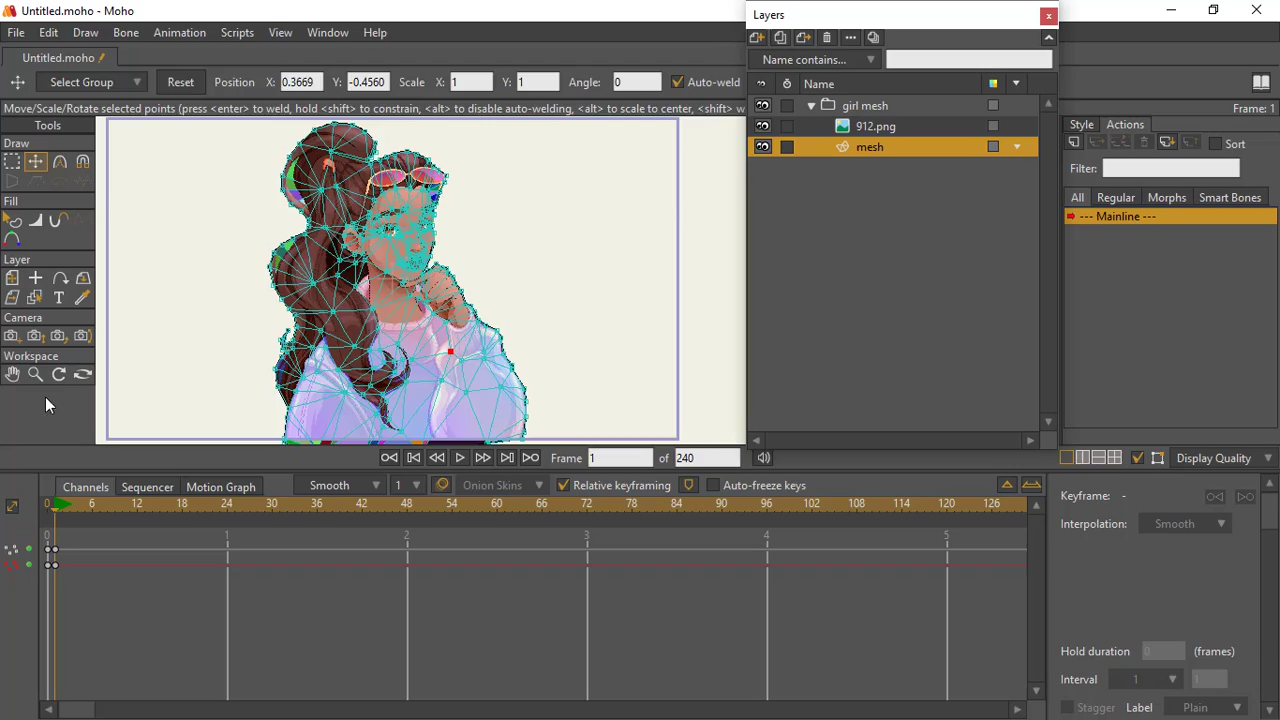 Untitled.moho - Moho
File Edit Draw Bone Animation Scripts View Window Help
Untitled.moho
Select Group Reset Position X: 0.3669 Y: -0.4560 Scale X: 1 Y: 1 Angle: 0 Auto-weld
Move/Scale/Rotate selected points (press <enter> to weld, hold <shift> to constrain, <alt> to disable auto-welding, <alt> to scale to center, <shift> w
Frame: 1
Tools
Draw
Fill
Layer
Camera
Workspace
Layers
Name contains...
Name
girl mesh
912.png
mesh
Style Actions
Sort
Filter:
All Regular Morphs Smart Bones
--- Mainline ---
Frame 1 of 240
Display Quality
Channels Sequencer Motion Graph Smooth 1 Onion Skins Relative keyframing Auto-freeze keys
0 6 12 18 24 30 36 42 48 54 60 66 72 78 84 90 96 102 108 114 120 126
0 1 2 3 4 5
Keyframe: -
Interpolation: Smooth
Hold duration 0 (frames)
Interval 1 1
Stagger Label Plain